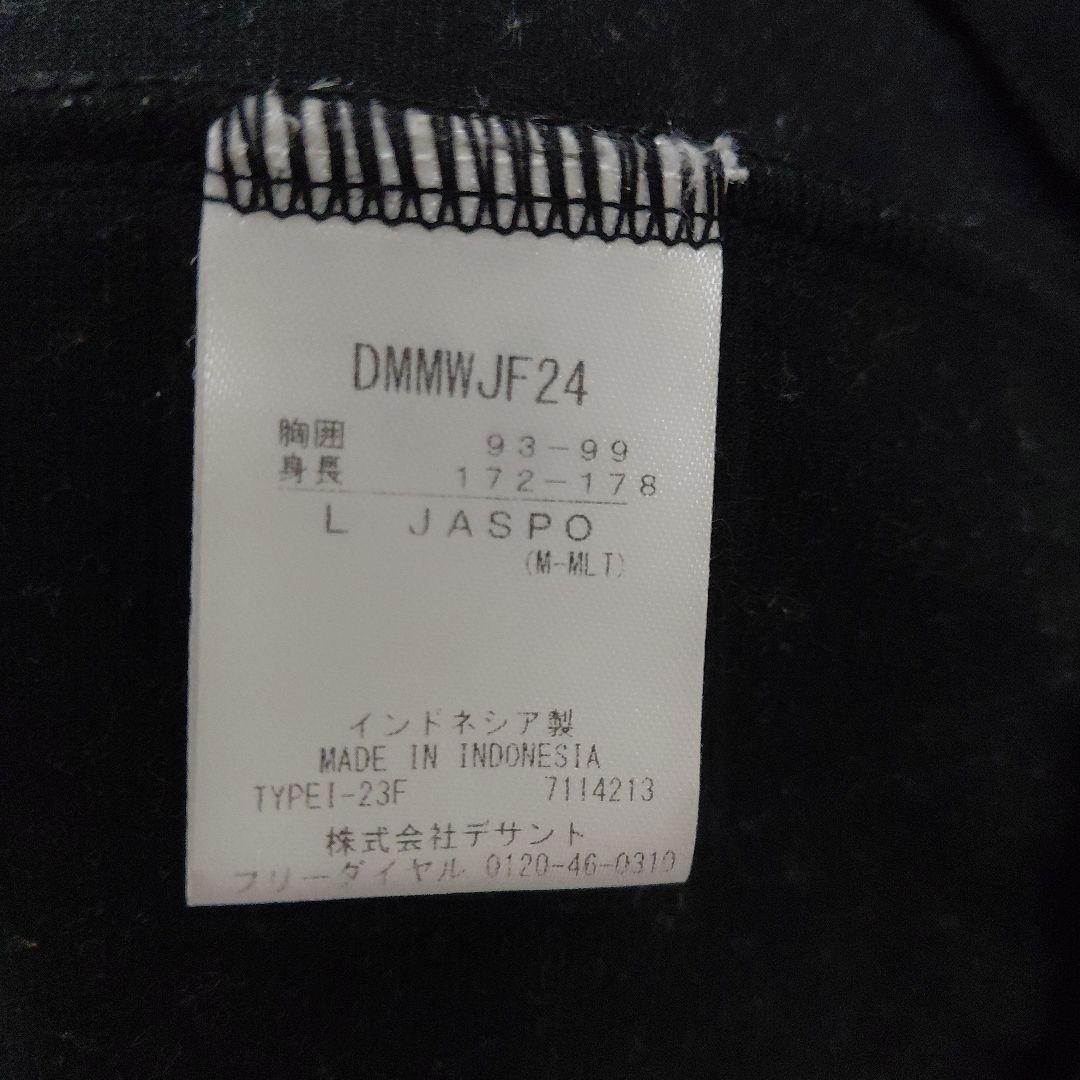 DMMWJF24
胸囲 93-99
身長 172-178
L JASPO
(M-MLT)
インドネシア製
MADE IN INDONESIA
TYPEI-23F 7114213
株式会社デサント
フリーダイヤル 0120-46-0310